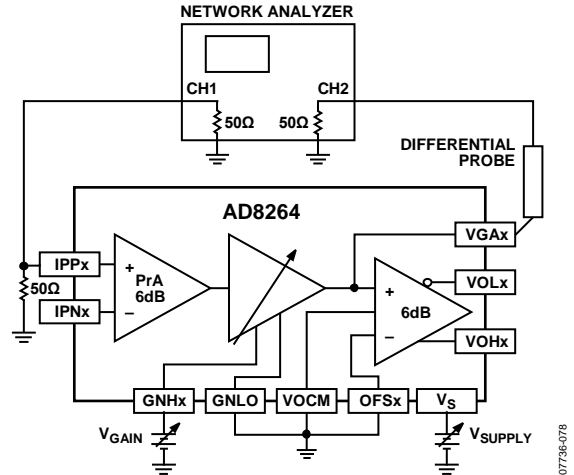 NETWORK ANALYZER
CH1
CH2
50Ω
50Ω
DIFFERENTIAL
PROBE
AD8264
VGAx
IPPx
+
PrA
6dB
–
50Ω
IPNx
+
6dB
–
VOLx
VOHx
GNHx
GNLO
VOCM
OFSx
VS
VGAIN
VSUPPLY
07736-078